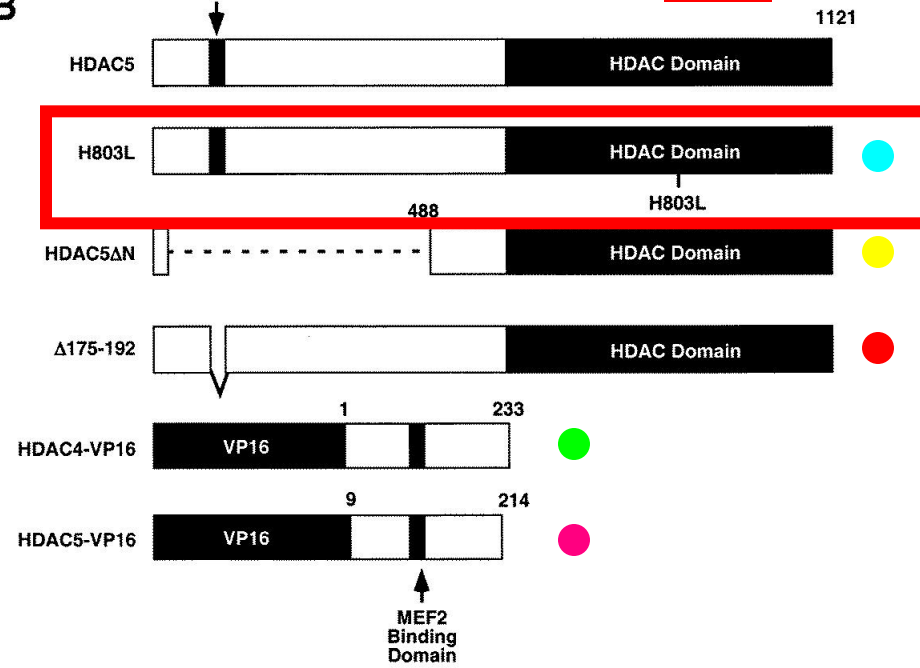 B
1121
HDAC5
HDAC Domain
H803L
HDAC Domain
H803L
488
HDAC5ΔN
HDAC Domain
Δ175-192
HDAC Domain
1
233
HDAC4-VP16
VP16
9
214
HDAC5-VP16
VP16
MEF2
Binding
Domain